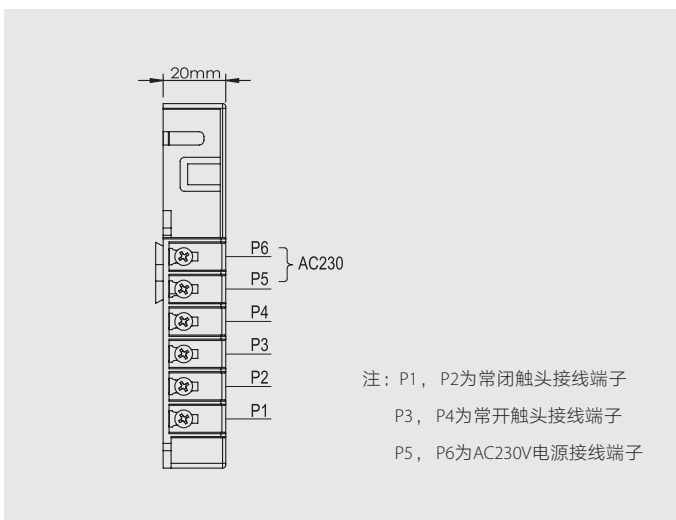 20mm
P6
AC230
P5
P4
P3
P2
P1
注：P1，P2为常闭触头接线端子
P3，P4为常开触头接线端子
P5，P6为AC230V电源接线端子